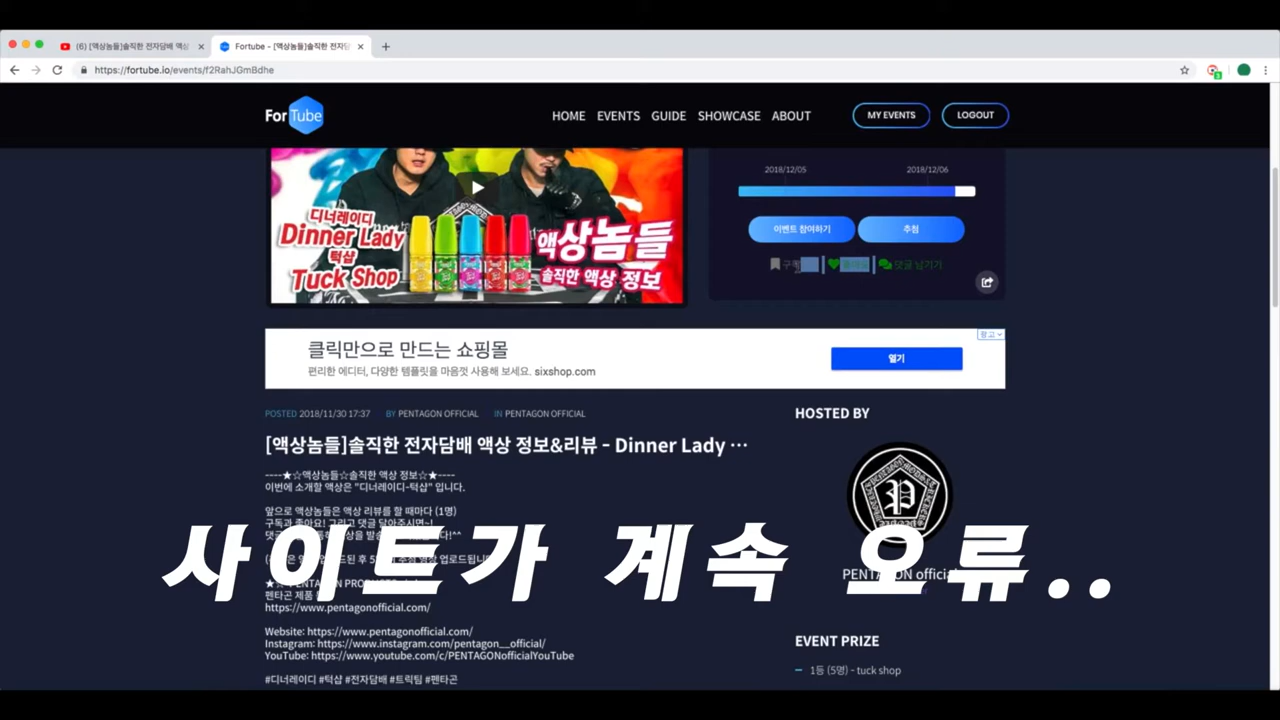 (6) [액상놈들]솔직한 전자담배 액상
Fortube - [액상놈들]솔직한 전자담
https://fortube.io/events/f2RahJGmBdhe
ForTube
HOME EVENTS GUIDE SHOWCASE ABOUT
MY EVENTS
LOGOUT
디너레이디
Dinner Lady
턱샵
Tuck Shop
액상놈들
솔직한 액상 정보
2018/12/05
2018/12/06
이벤트 참여하기
추첨
댓글 남기기
클릭만으로 만드는 쇼핑몰
편리한 에디터, 다양한 템플릿을 마음껏 사용해 보세요. sixshop.com
열기
광고
POSTED 2018/11/30 17:37 BY PENTAGON OFFICIAL IN PENTAGON OFFICIAL
[액상놈들]솔직한 전자담배 액상 정보&리뷰 - Dinner Lady ⋯
----★☆액상놈들☆솔직한 액상 정보☆★----
이번에 소개할 액상은 "디너레이디-턱샵" 입니다.
앞으로 액상놈들은 액상 리뷰를 할 때마다 (1명)
구독과 좋아요! 그리고 댓글 달아주시면~!
사이트가 계속 오류..
https://www.pentagonofficial.com/
Website: https://www.pentagonofficial.com/
Instagram: https://www.instagram.com/pentagon__official/
YouTube: https://www.youtube.com/c/PENTAGONofficialYouTube
#디너레이디 #턱샵 #전자담배 #트릭팀 #펜타곤
HOSTED BY
P
PENTAGON official
EVENT PRIZE
1등 (5명) - tuck shop